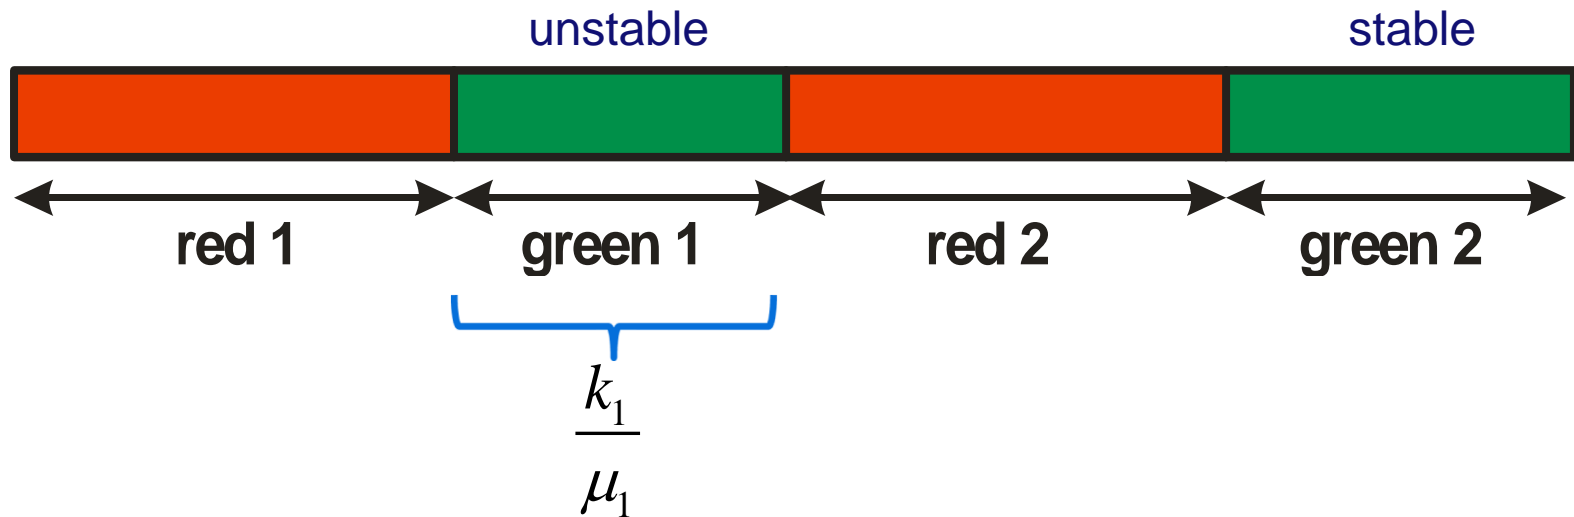 unstable stable
red 1 green 1 red 2 green 2
k₁
μ₁